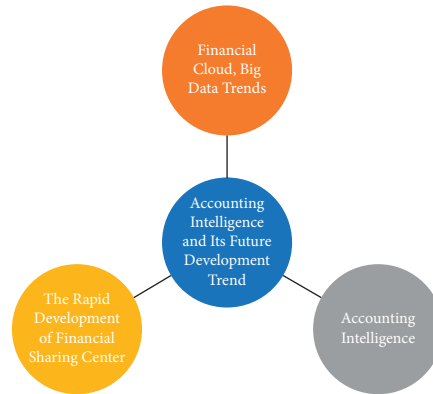 Financial
Cloud, Big
Data Trends
Accounting
Intelligence
and Its Future
Development
Trend
The Rapid
Development
of Financial
Sharing Center
Accounting
Intelligence